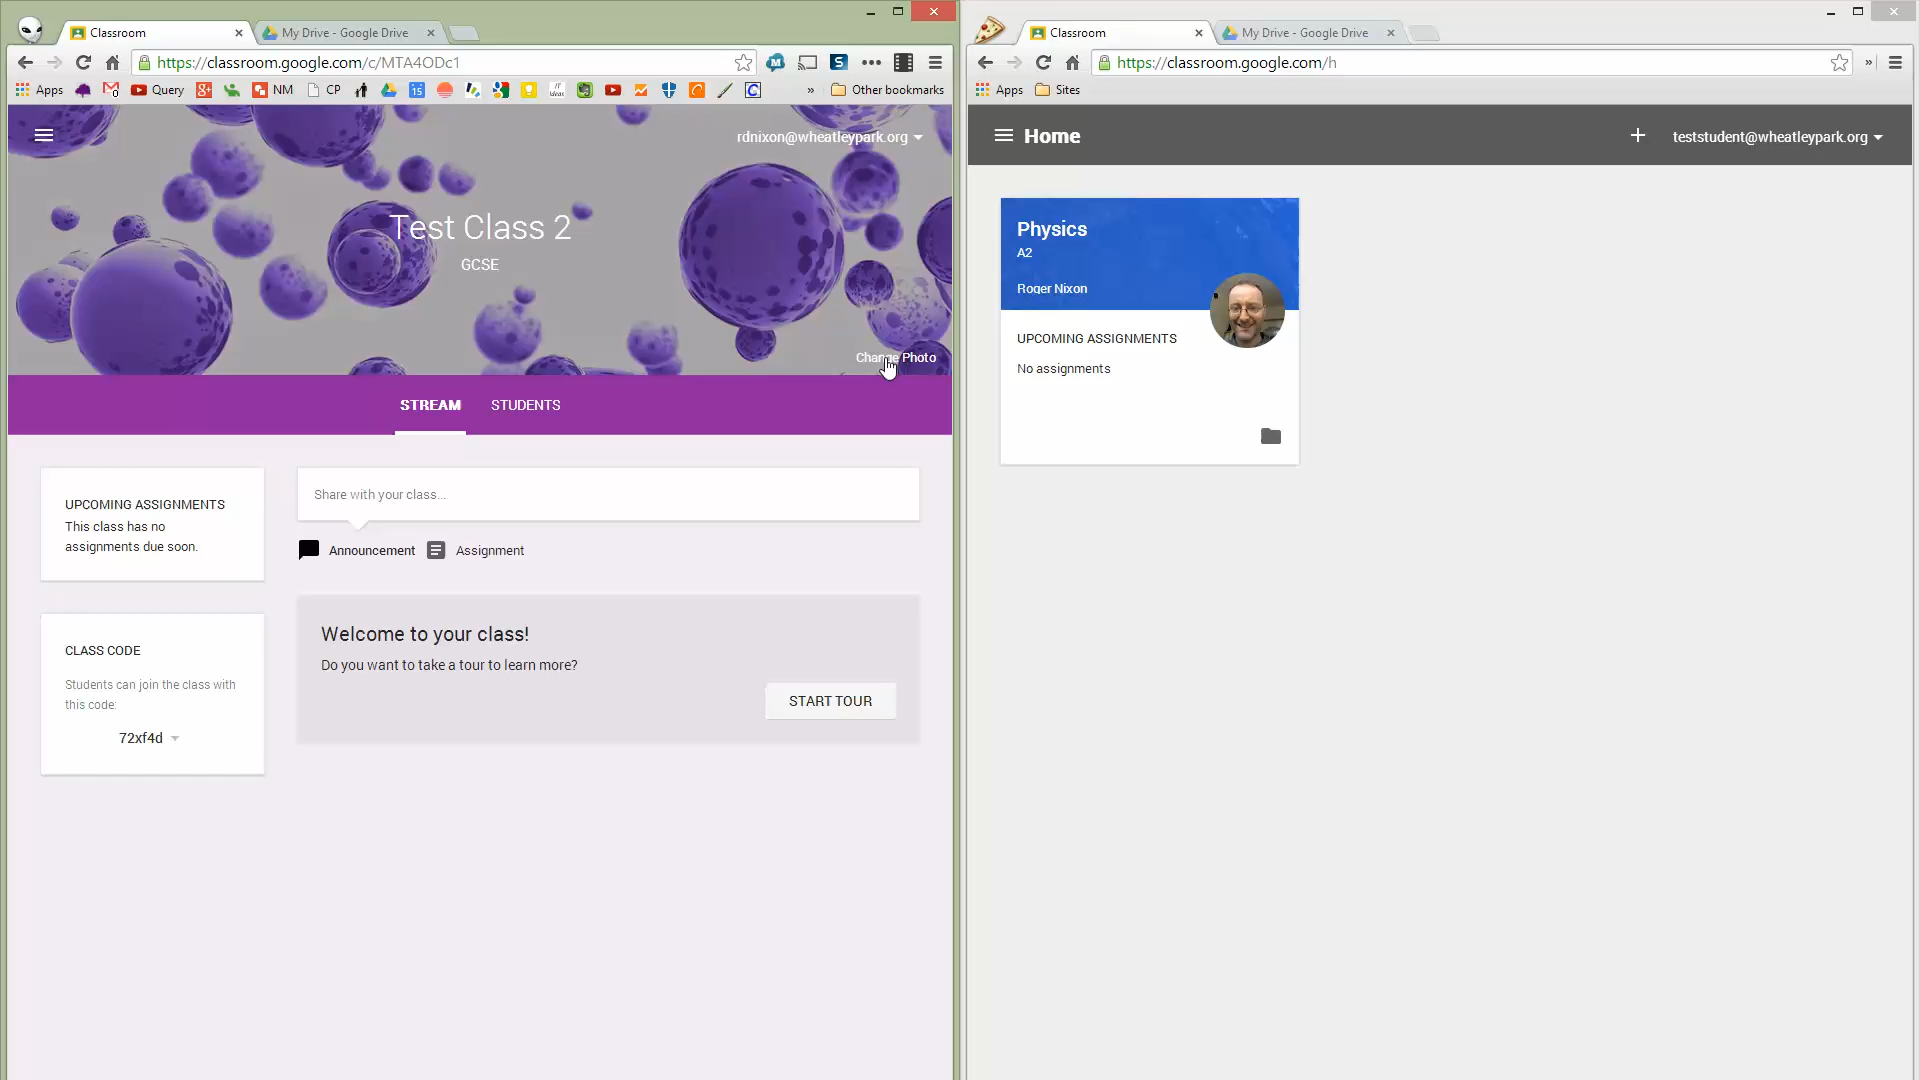 Classroom
My Drive - Google Drive
https://classroom.google.com/c/MTA4ODc1
Apps
Query
NM
CP
15
Other bookmarks
rdnixon@wheatleypark.org
Test Class 2
GCSE
Change Photo
STREAM
STUDENTS
UPCOMING ASSIGNMENTS
This class has no
assignments due soon.
Share with your class...
Announcement
Assignment
CLASS CODE
Students can join the class with
this code:
72xf4d
Welcome to your class!
Do you want to take a tour to learn more?
START TOUR
Classroom
My Drive - Google Drive
https://classroom.google.com/h
Apps
Sites
Home
teststudent@wheatleypark.org
Physics
A2
Roger Nixon
UPCOMING ASSIGNMENTS
No assignments